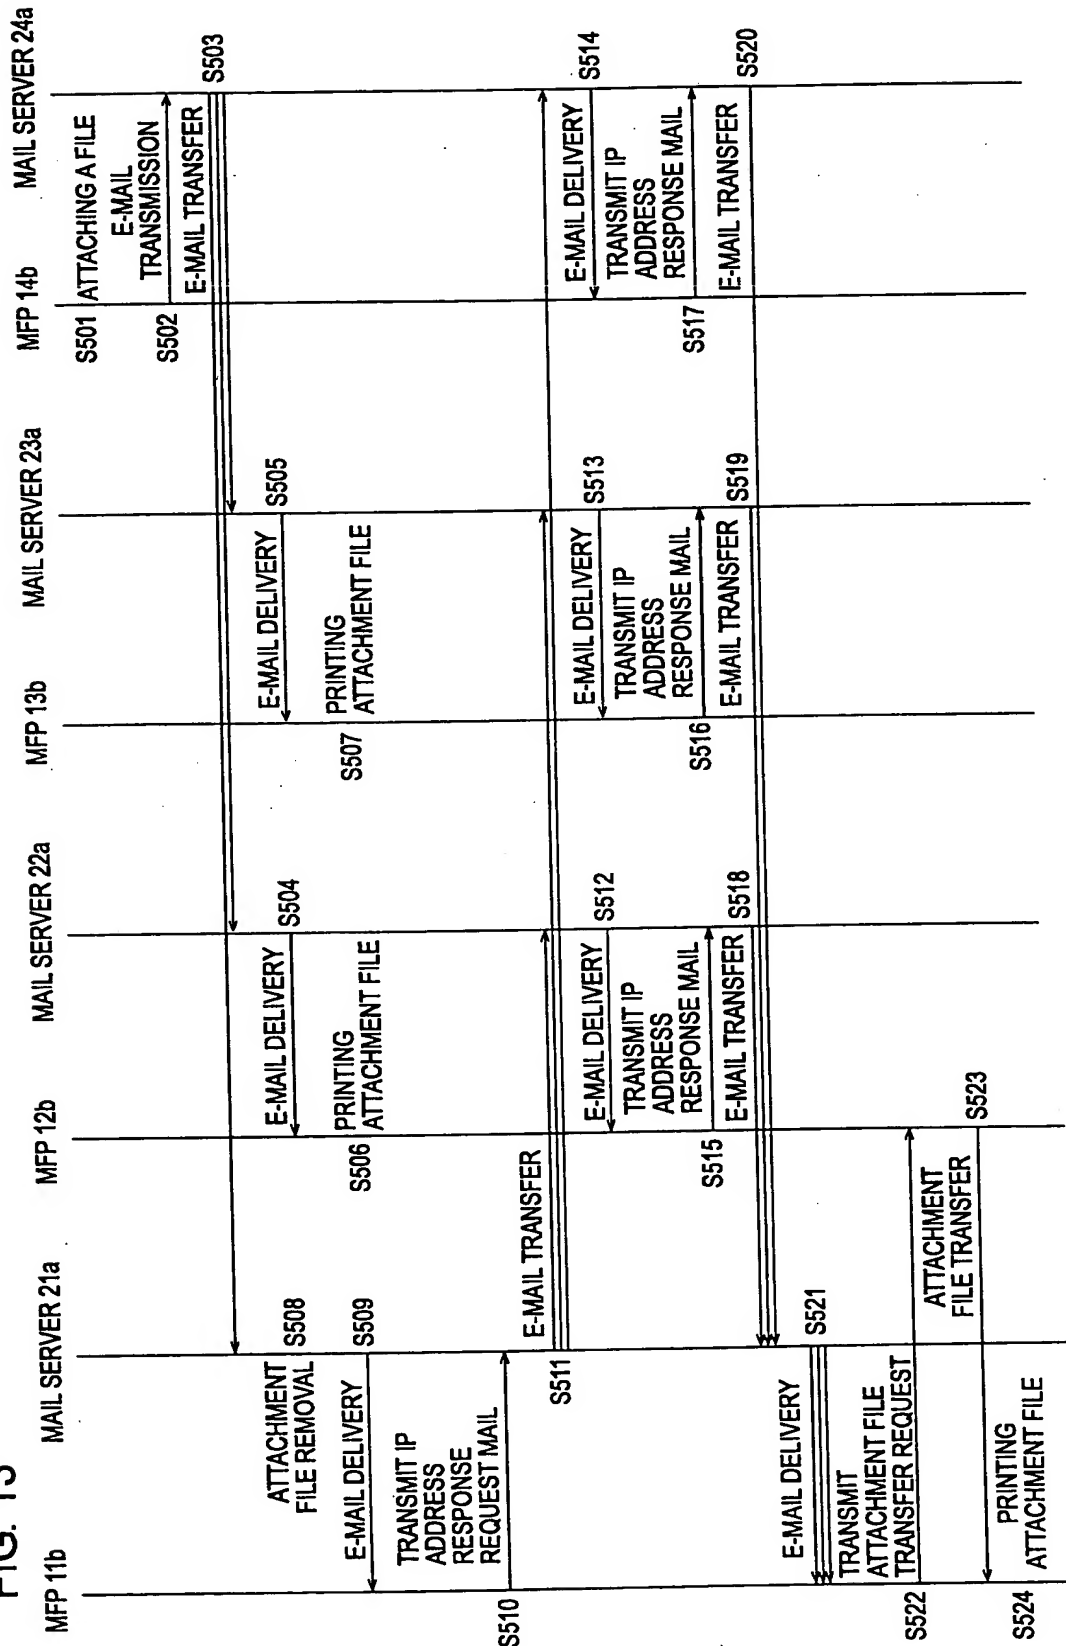 FIG.
MFP 11b
MAIL SERVER 21a
MFP 12b
MAIL SERVER 22a
MFP 13b
MAIL SERVER 23a
MFP 14b
MAIL SERVER 24a
S501
ATTACHING A FILE
E-MAIL
TRANSMISSION
S502
E-MAIL TRANSFER
S503
E-MAIL DELIVERY
S504
E-MAIL DELIVERY
S505
PRINTING
ATTACHMENT FILE
S506
PRINTING
ATTACHMENT FILE
S507
ATTACHMENT
FILE REMOVAL
S508
E-MAIL DELIVERY
S509
TRANSMIT IP
ADDRESS
RESPONSE
REQUEST MAIL
S510
E-MAIL TRANSFER
S511
E-MAIL DELIVERY
S512
E-MAIL DELIVERY
S513
E-MAIL DELIVERY
S514
TRANSMIT IP
ADDRESS
RESPONSE MAIL
S515
TRANSMIT IP
ADDRESS
RESPONSE MAIL
S516
TRANSMIT IP
ADDRESS
RESPONSE MAIL
S517
E-MAIL TRANSFER
S518
E-MAIL TRANSFER
S519
E-MAIL TRANSFER
S520
E-MAIL DELIVERY
S521
TRANSMIT
ATTACHMENT FILE
TRANSFER REQUEST
S522
ATTACHMENT
FILE TRANSFER
S523
PRINTING
ATTACHMENT FILE
S524